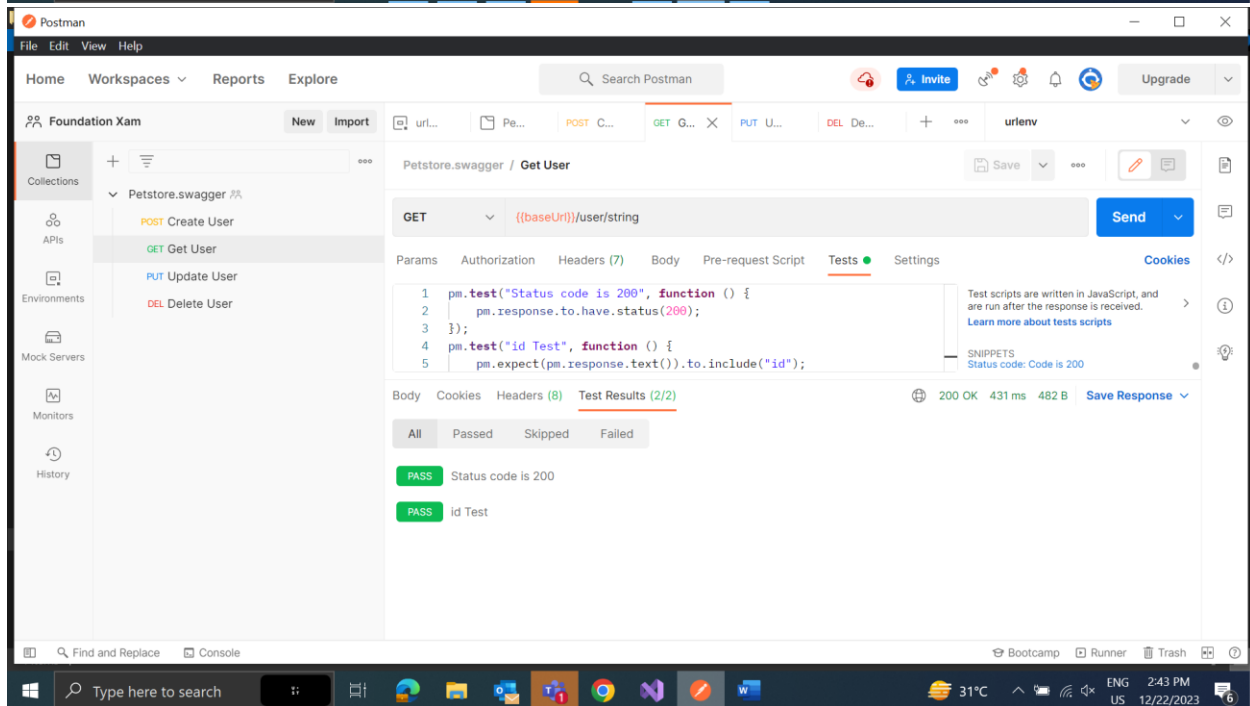 Postman
File Edit View Help
Home Workspaces Reports Explore Search Postman Invite Upgrade
Foundation Xam New Import url... Pe... POST C... GET G... PUT U... DEL De... urlenv
Collections
APIs
Environments
Mock Servers
Monitors
History
Petstore.swagger
POST Create User
GET Get User
PUT Update User
DEL Delete User
Petstore.swagger / Get User Save
GET {{baseUrl}}/user/string Send
Params Authorization Headers (7) Body Pre-request Script Tests Settings Cookies
1 pm.test("Status code is 200", function () {
2 pm.response.to.have.status(200);
3 });
4 pm.test("id Test", function () {
5 pm.expect(pm.response.text()).to.include("id");
Test scripts are written in JavaScript, and
are run after the response is received.
Learn more about tests scripts
SNIPPETS
Status code: Code is 200
Body Cookies Headers (8) Test Results (2/2) 200 OK 431 ms 482 B Save Response
All Passed Skipped Failed
PASS Status code is 200
PASS id Test
Find and Replace Console Bootcamp Runner Trash
Type here to search 31°C ENG 2:43 PM
US 12/22/2023 6